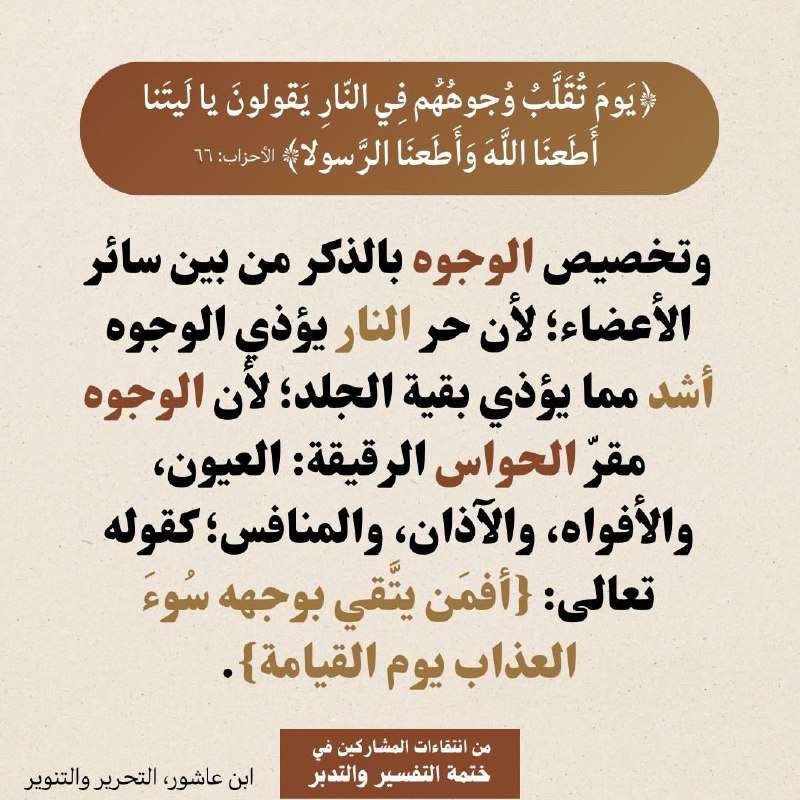 ﴿يَومَ تُقَلَّبُ وُجوهُهُم فِي النّارِ يَقولونَ يا لَيتَنا
أَطَعنَا اللَّهَ وَأَطَعنَا الرَّسولا﴾ الأحزاب: ٦٦
وتخصيص الوجوه بالذكر من بين سائر
الأعضاء؛ لأن حر النار يؤذي الوجوه
أشد مما يؤذي بقية الجلد؛ لأن الوجوه
مقرّ الحواس الرقيقة: العيون،
والأفواه، والآذان، والمنافس؛ كقوله
تعالى: {أفمَن يتَّقي بوجهه سُوءَ
العذاب يوم القيامة}.
من انتقاءات المشاركين في
ختمة التفسير والتدبر
ابن عاشور، التحرير والتنوير